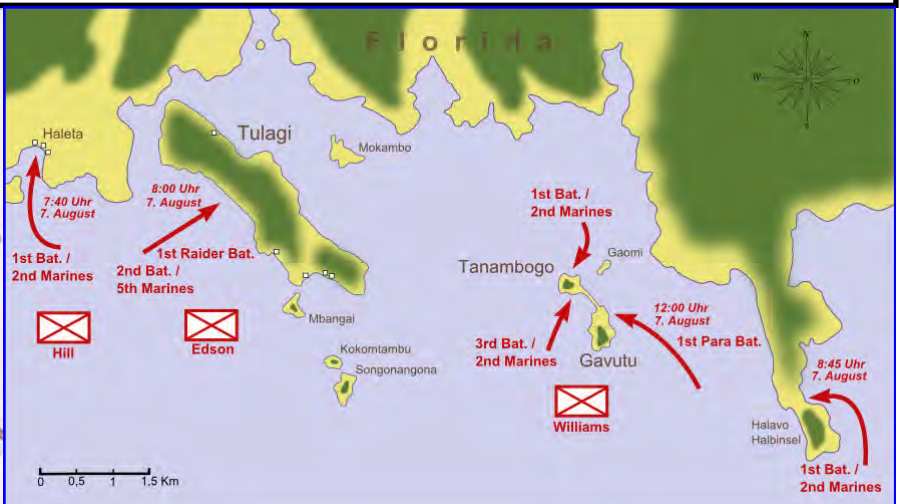 Florida
N
W
O
S
Haleta
Tulagi
Mokambo
7:40 Uhr
7. August
8:00 Uhr
7. August
1st Bat. /
2nd Marines
1st Raider Bat.
2nd Bat. /
5th Marines
1st Bat. /
2nd Marines
Gaomi
Tanambogo
Mbangai
Hill
Edson
Kokomtambu
Songonangona
3rd Bat. /
2nd Marines
12:00 Uhr
7. August
1st Para Bat.
Gavutu
Williams
8:45 Uhr
7. August
Halavo
Halbinsel
1st Bat. /
2nd Marines
0 0,5 1 1,5 Km